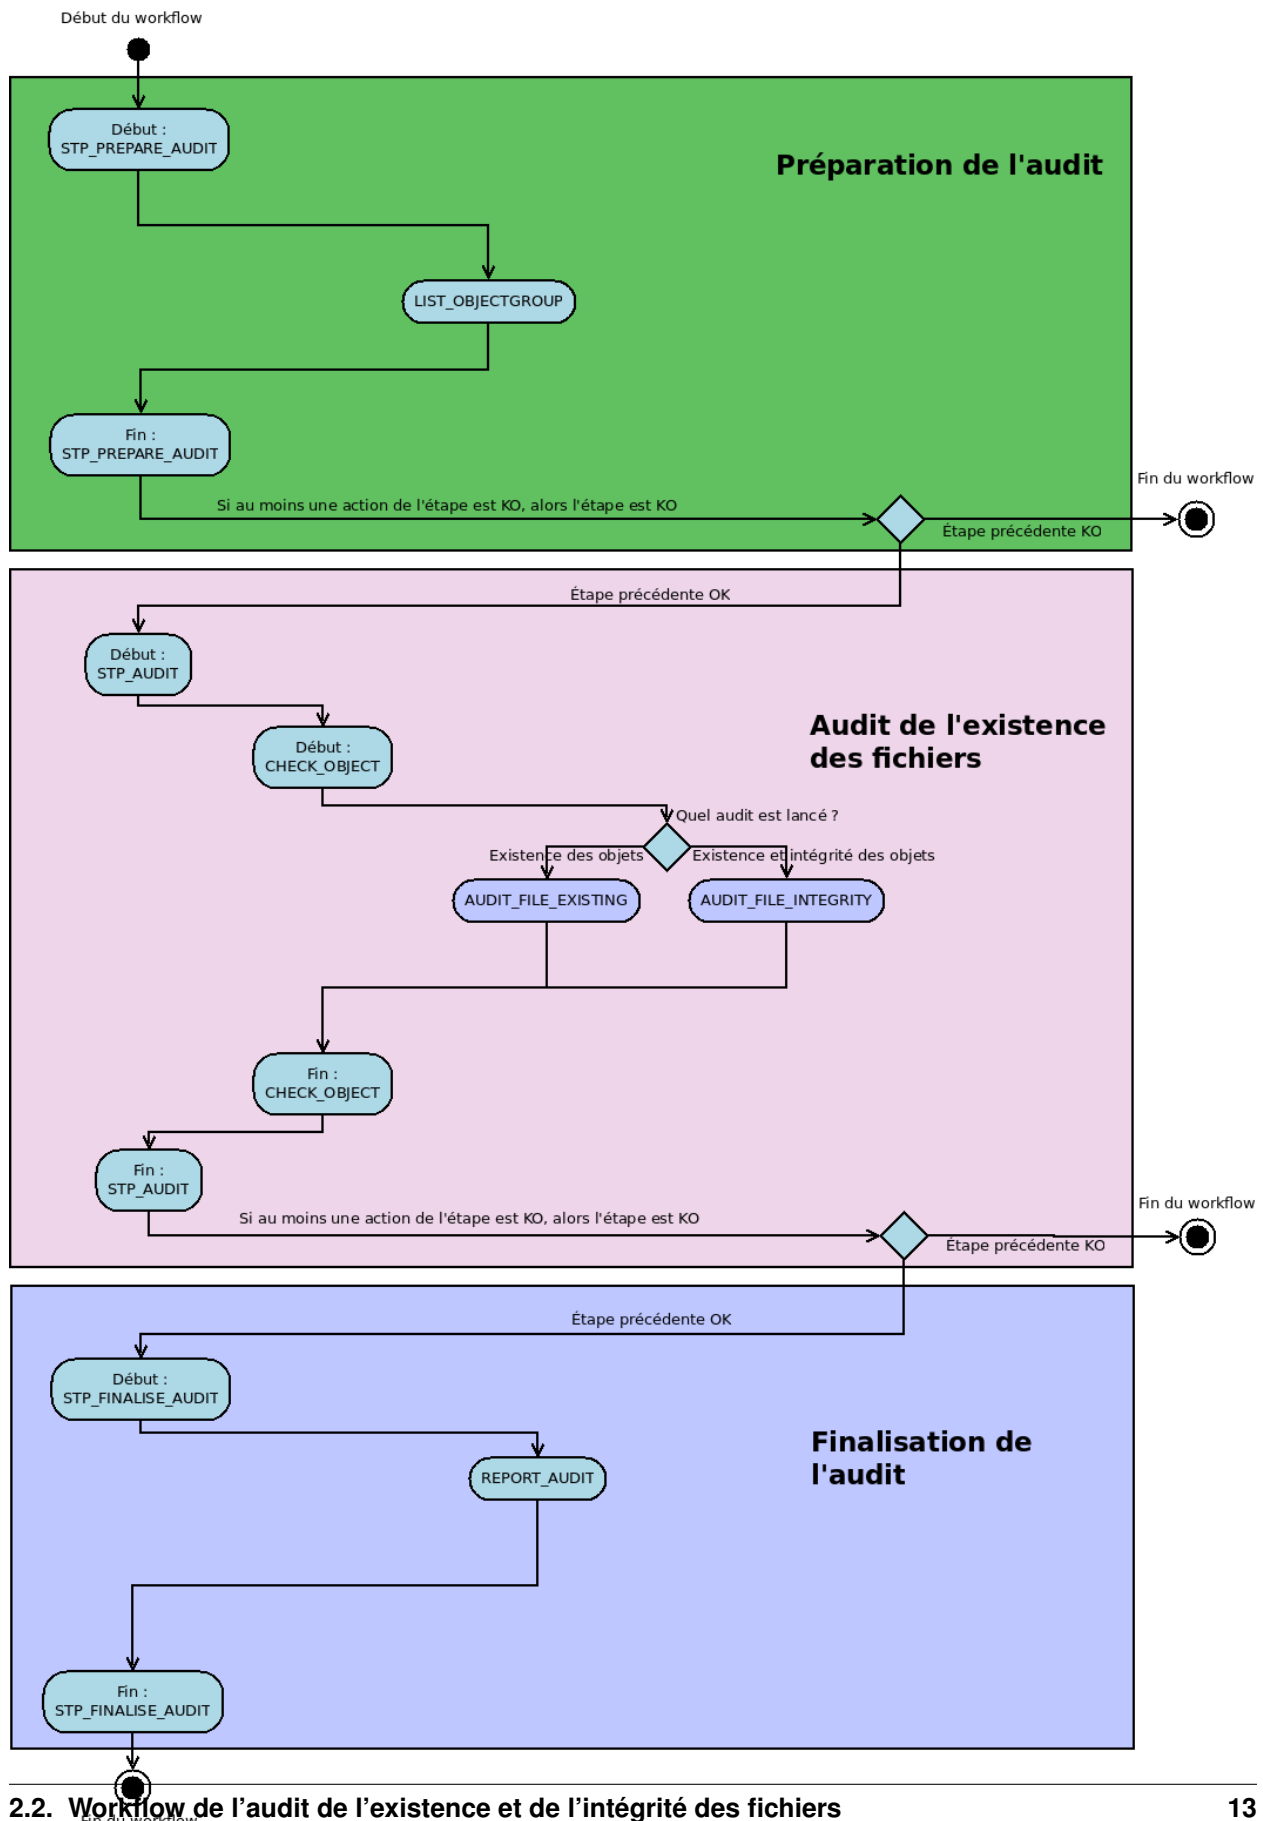 Début du workflow
Début :
STP_PREPARE_AUDIT
Préparation de l'audit
LIST_OBJECTGROUP
Fin :
STP_PREPARE_AUDIT
Fin du workflow
Si au moins une action de l'étape est KO, alors l'étape est KO
Étape précédente KO
Étape précédente OK
Début :
STP_AUDIT
Audit de l'existence
des fichiers
Début :
CHECK_OBJECT
Quel audit est lancé ?
Existence des objets
Existence et intégrité des objets
AUDIT_FILE_EXISTING
AUDIT_FILE_INTEGRITY
Fin :
CHECK_OBJECT
Fin :
STP_AUDIT
Fin du workflow
Si au moins une action de l'étape est KO, alors l'étape est KO
Étape précédente KO
Étape précédente OK
Début :
STP_FINALISE_AUDIT
Finalisation de
l'audit
REPORT_AUDIT
Fin :
STP_FINALISE_AUDIT
2.2. Workflow de l’audit de l’existence et de l’intégrité des fichiers 13
Fin du workflow